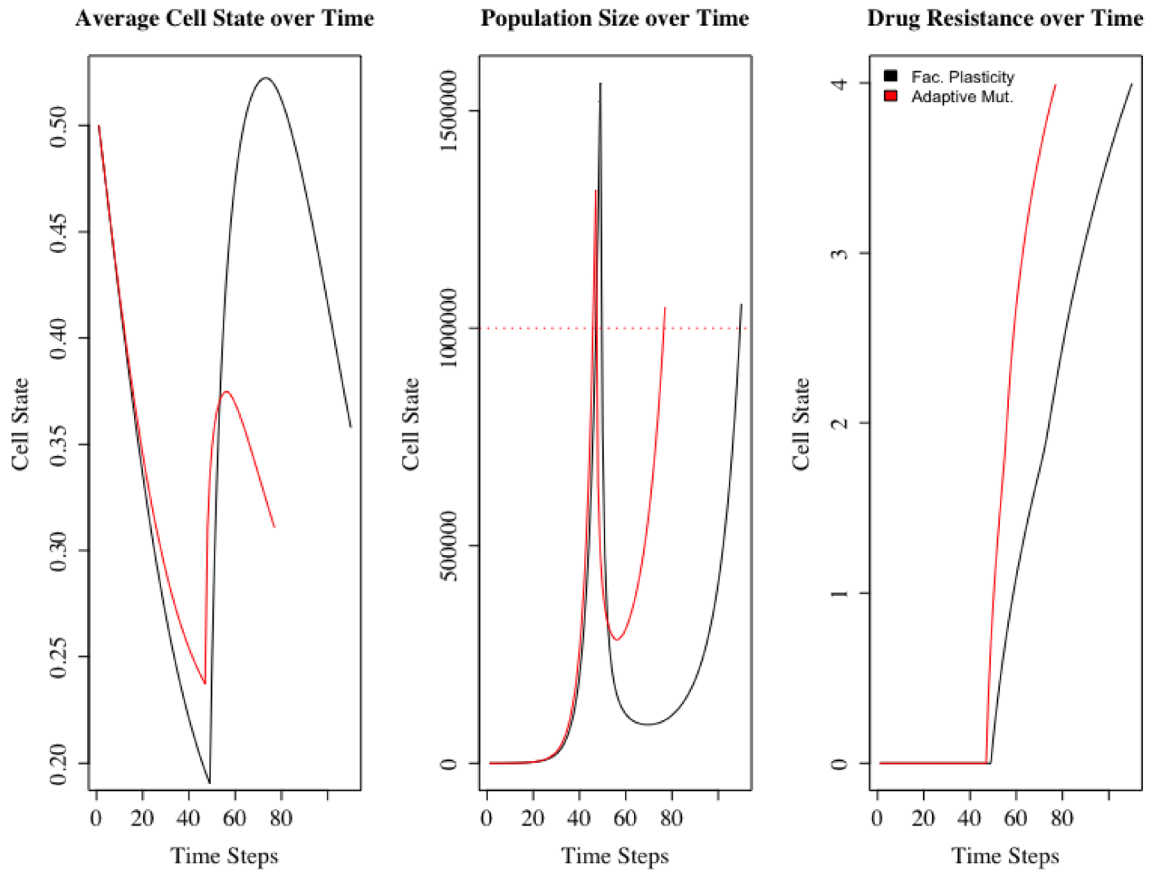 Average Cell State over Time
Cell State
0.50
0.45
0.40
0.35
0.30
0.25
0.20
0 20 40 60 80
Time Steps
Population Size over Time
Cell State
1500000
1000000
500000
0
0 20 40 60 80
Time Steps
Drug Resistance over Time
Fac. Plasticity
Adaptive Mut.
Cell State
4
3
2
1
0
0 20 40 60 80
Time Steps